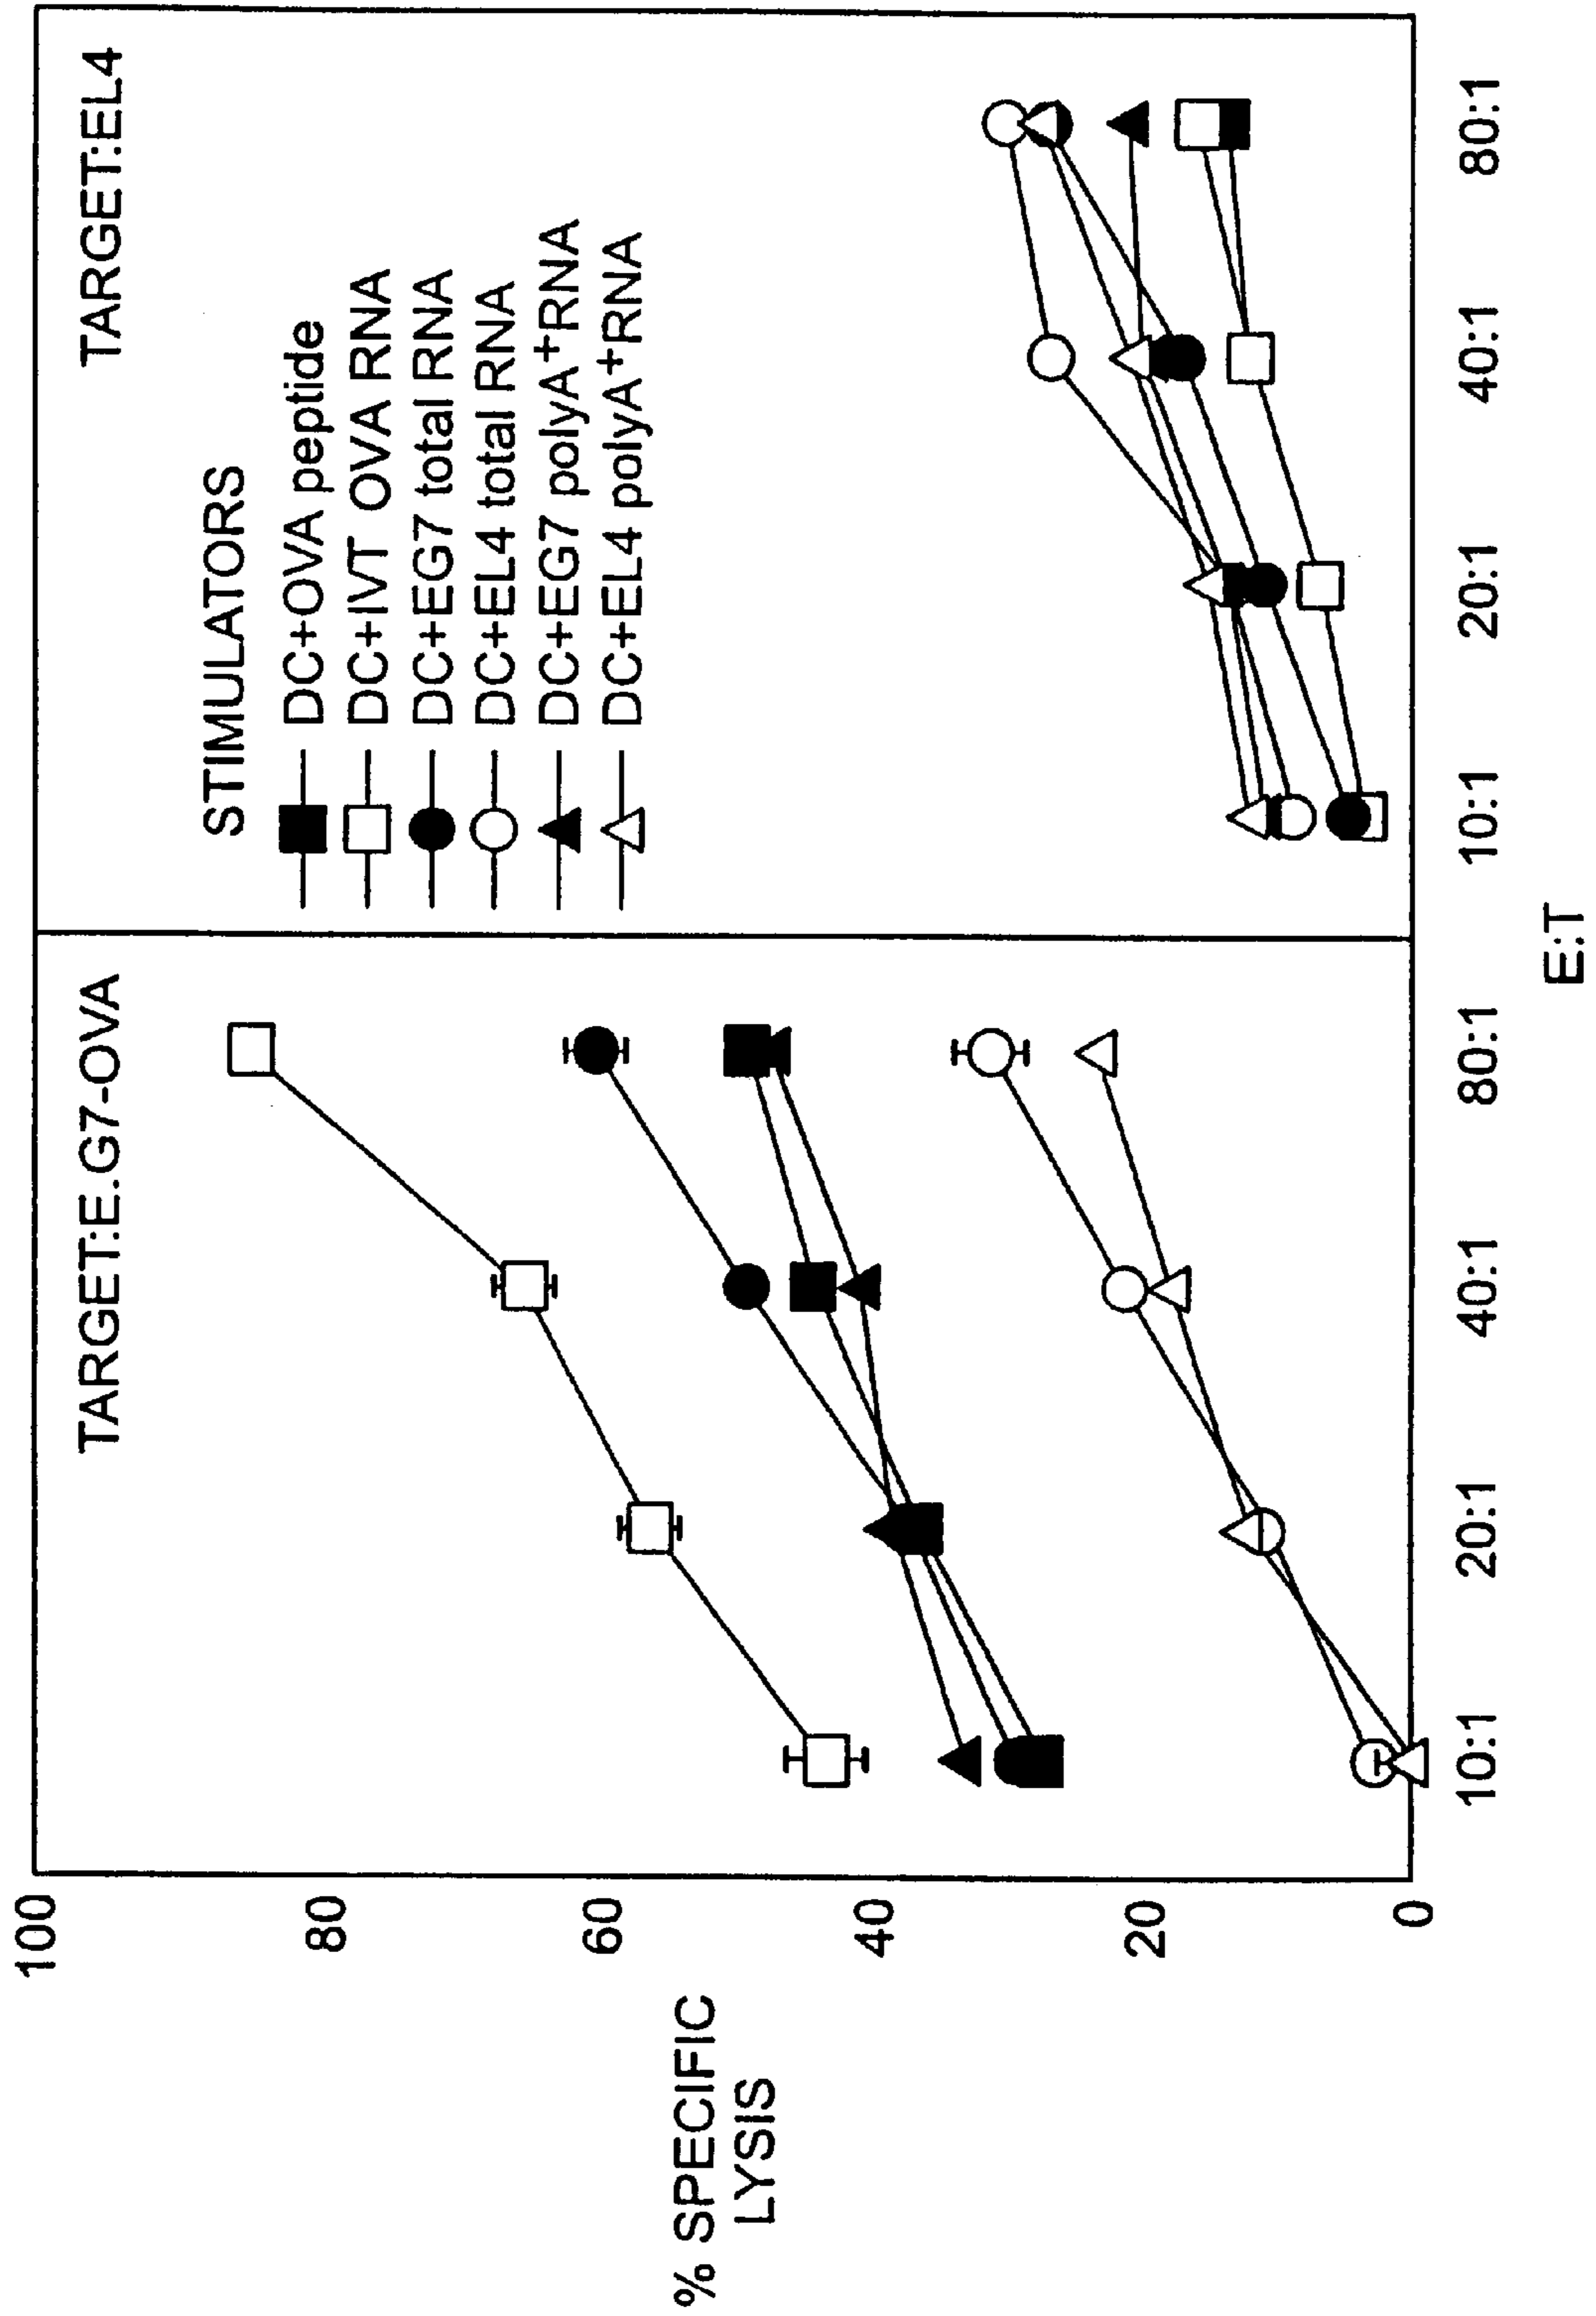 TARGET:E.G7-OVA
TARGET:EL4
STIMULATORS
DC+OVA peptide
DC+IVT OVA RNA
DC+EG7 total RNA
DC+EL4 total RNA
DC+EG7 polyA+RNA
DC+EL4 polyA+RNA
% SPECIFIC
LYSIS
100
80
60
40
20
0
10:1 20:1 40:1 80:1 10:1 20:1 40:1 80:1
E:T